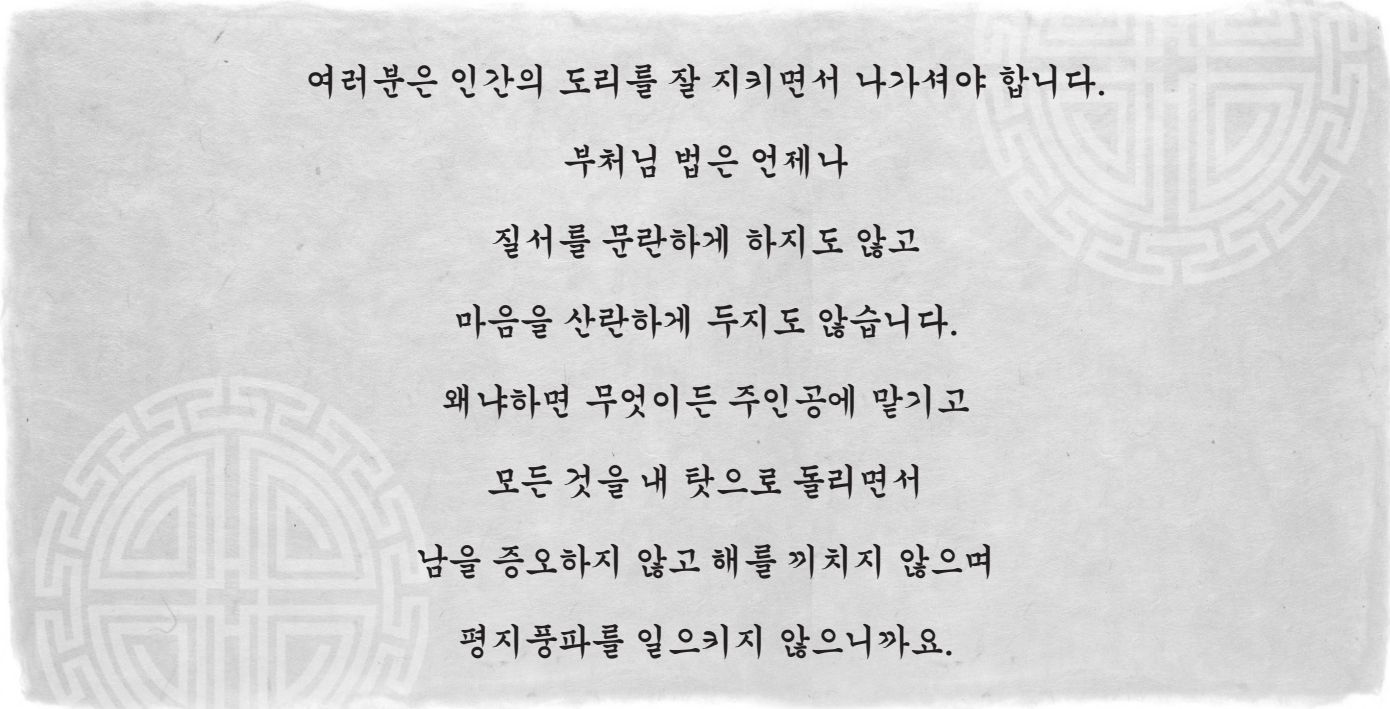 여러분은 인간의 도리를 잘 지키면서 나가셔야 합니다.
부처님 법은 언제나
질서를 문란하게 하지도 않고
마음을 산란하게 두지도 않습니다.
왜냐하면 무엇이든 주인공에 맡기고
모든 것을 내 탓으로 돌리면서
남을 증오하지 않고 해를 끼치지 않으며
평지풍파를 일으키지 않으니까요.